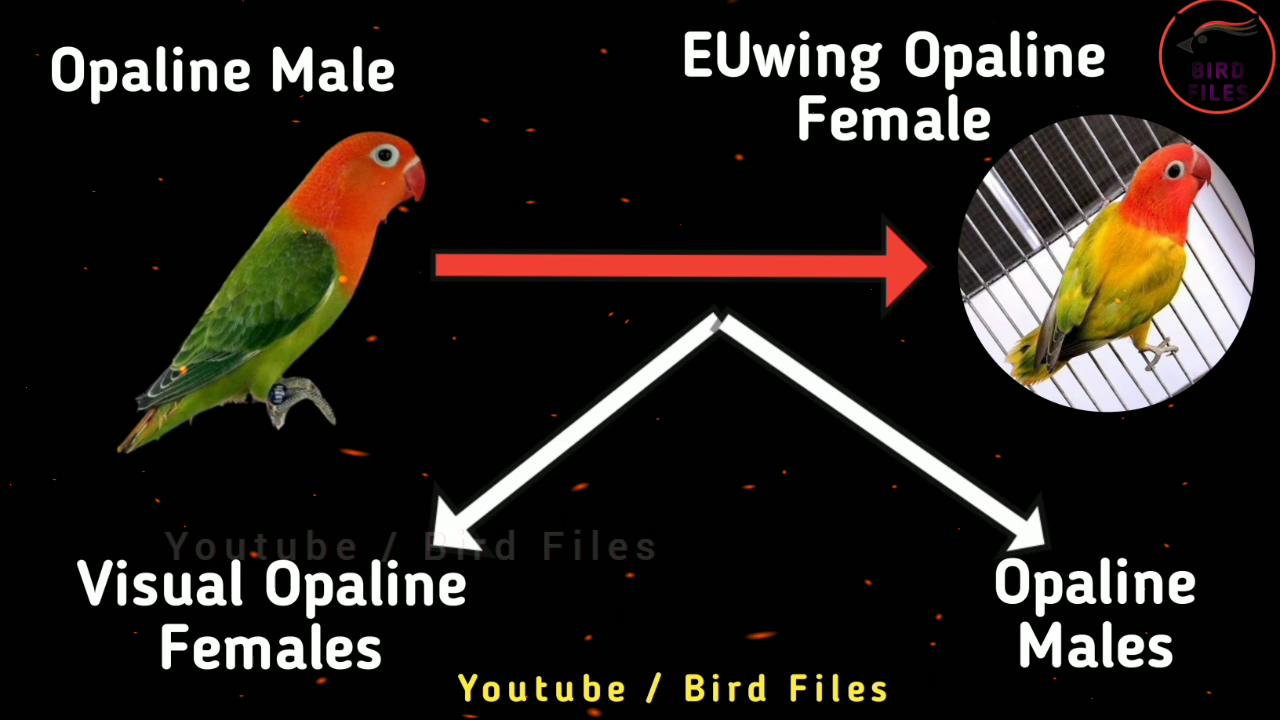 Opaline Male
EUwing Opaline
Female
BIRD
FILES
Youtube / Bird Files
Visual Opaline
Females
Opaline
Males
Youtube / Bird Files